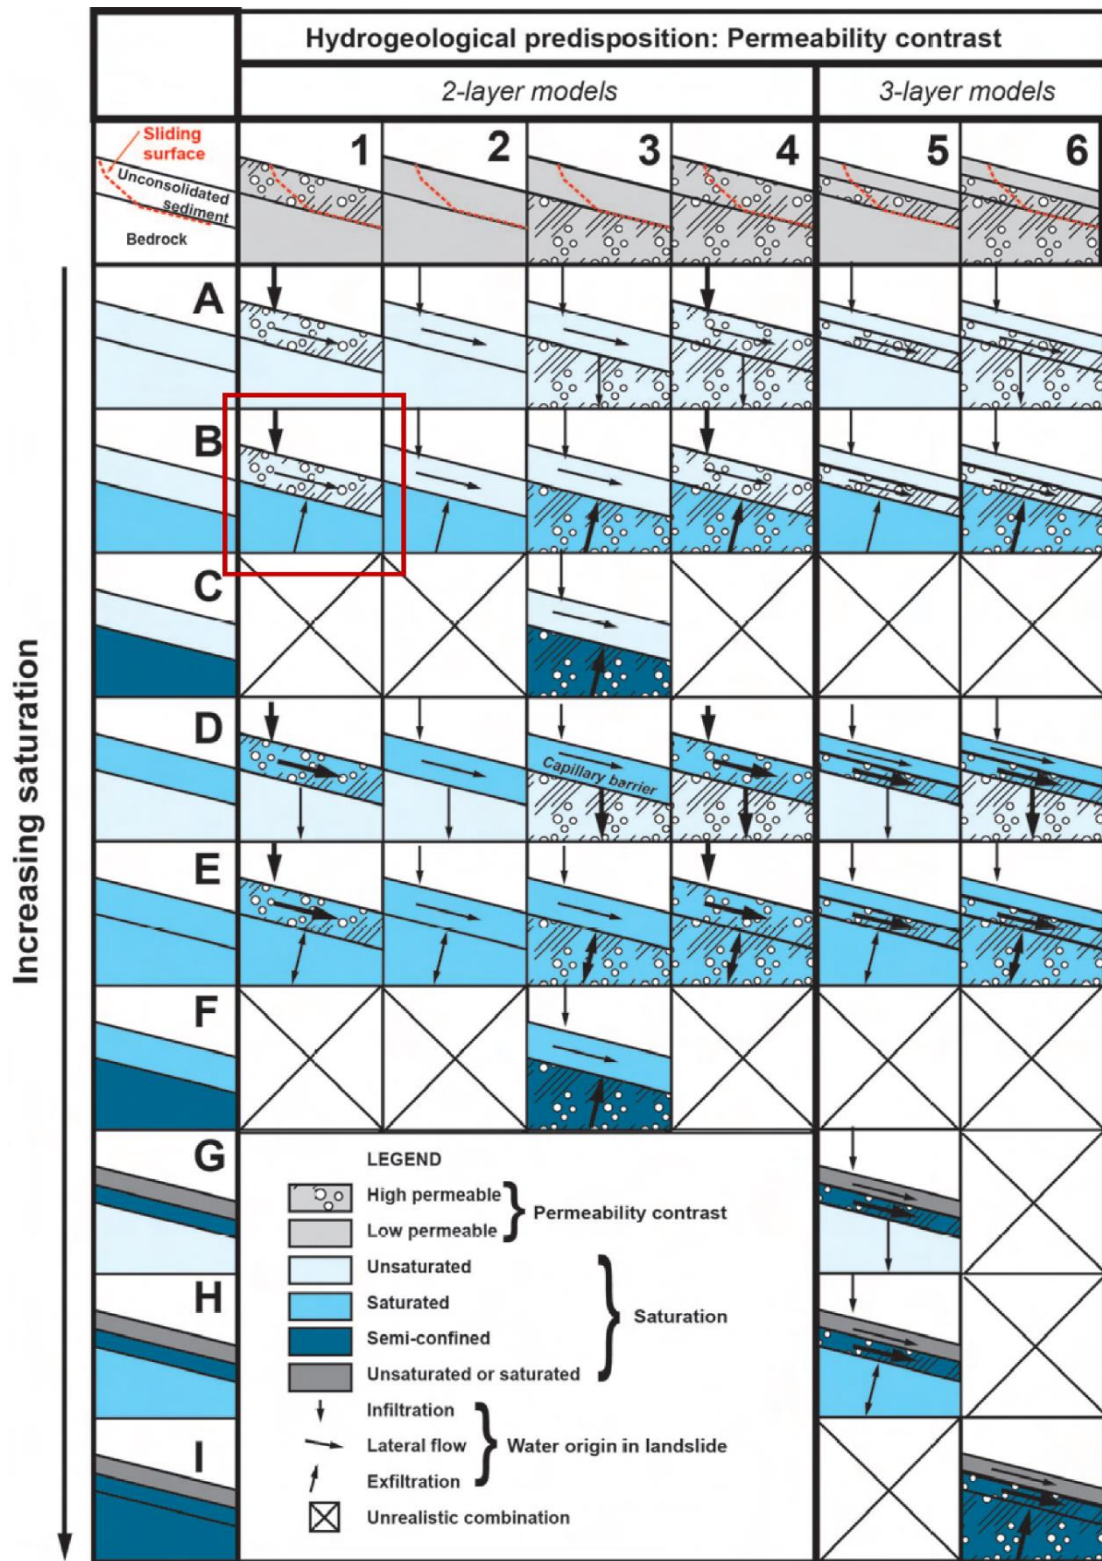 Hydrogeological predisposition: Permeability contrast
2-layer models
3-layer models
Sliding
surface
Unconsolidated
sediment
Bedrock
1
2
3
4
5
6
Increasing saturation
A
B
C
D
Capillary barrier
E
F
G
H
I
LEGEND
High permeable
Low permeable
Permeability contrast
Unsaturated
Saturated
Semi-confined
Unsaturated or saturated
Saturation
Infiltration
Lateral flow
Exfiltration
Water origin in landslide
Unrealistic combination